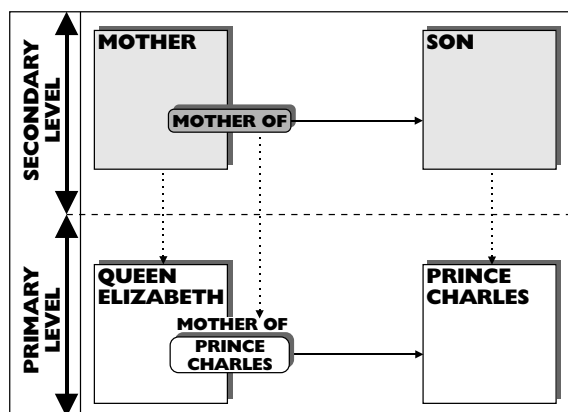 SECONDARY
LEVEL
MOTHER
SON
MOTHER OF
PRIMARY
LEVEL
QUEEN
ELIZABETH
PRINCE
CHARLES
MOTHER OF
PRINCE
CHARLES